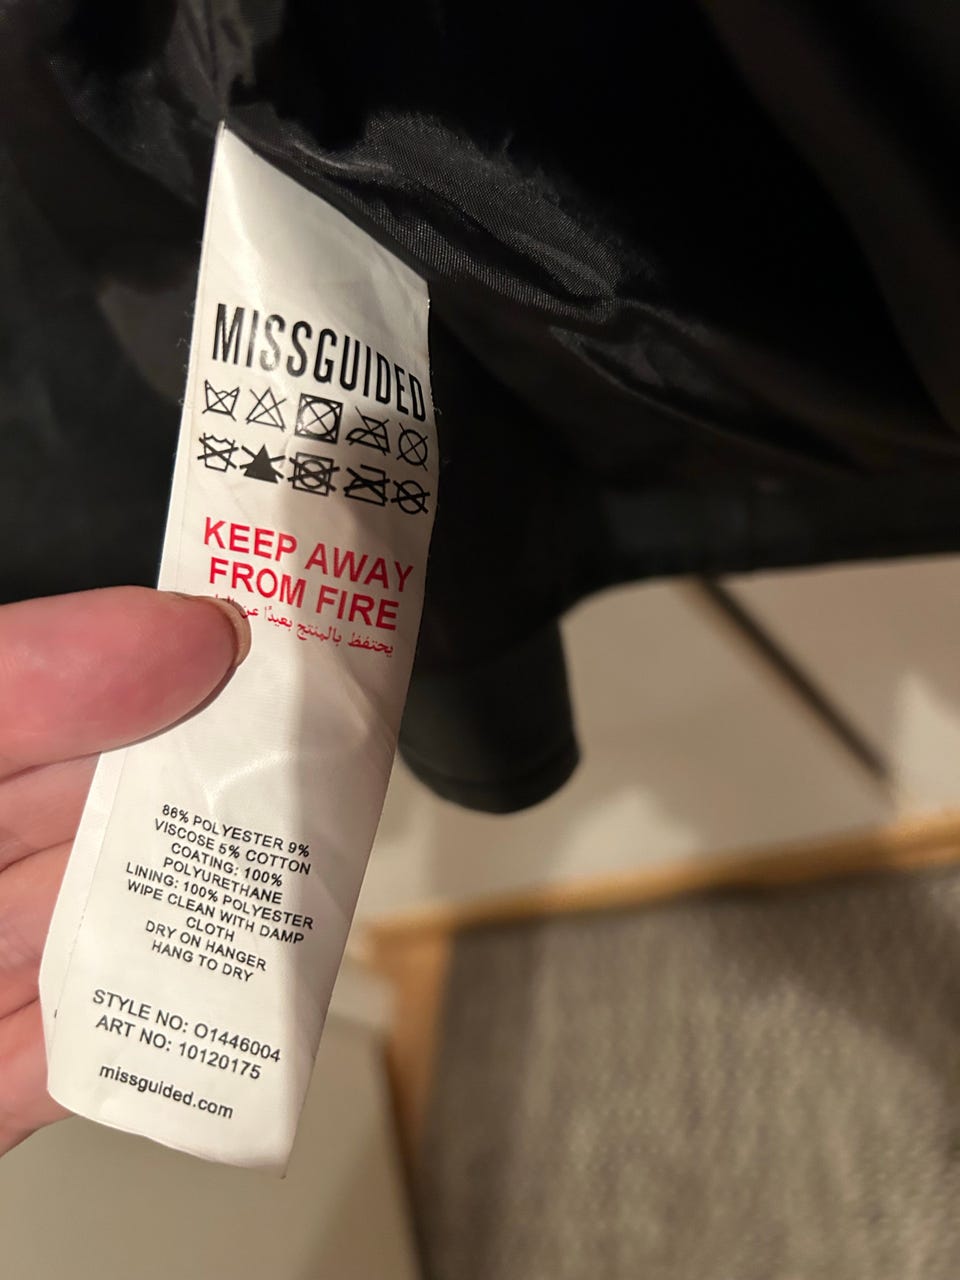 MISSGUIDED
KEEP AWAY
FROM FIRE
يحتفظ بالمنتج بعيدًا عن
86% POLYESTER 9%
VISCOSE 5% COTTON
COATING: 100%
POLYURETHANE
LINING: 100% POLYESTER
WIPE CLEAN WITH DAMP
CLOTH
DRY ON HANGER
HANG TO DRY
STYLE NO: O1446004
ART NO: 10120175
missguided.com